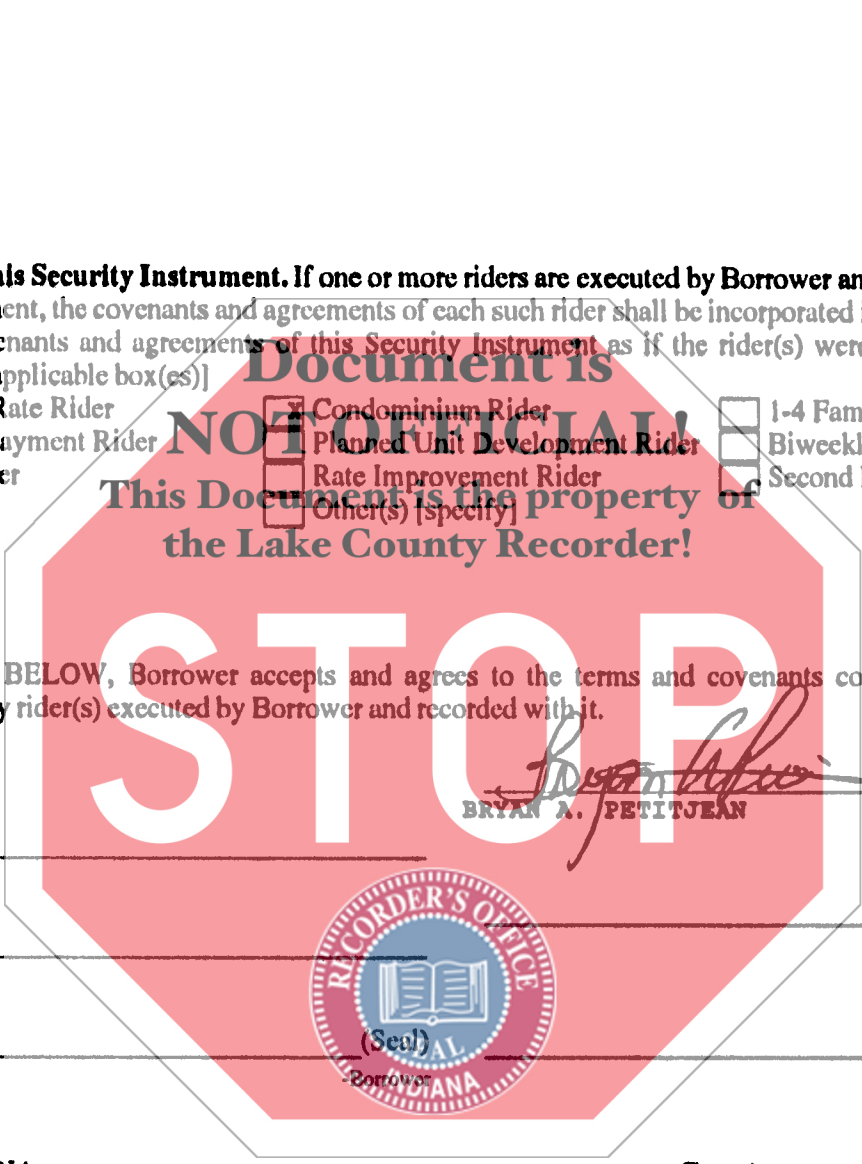 is Security Instrument. If one or more riders are executed by Borrower an
ent, the covenants and agreements of each such rider shall be incorporated
enants and agreements of this Security Instrument as if the rider(s) were
pplicable box(es)]
Document is
Rate Rider x Condominium Rider 1-4 Fam
NOT OFFICIAL!
ayment Rider Planned Unit Development Rider Biweekl
er Rate Improvement Rider Second
This Document is the property of
Other(s) [specify]
the Lake County Recorder!
STOP
BELOW, Borrower accepts and agrees to the terms and covenants co
y rider(s) executed by Borrower and recorded with it.
BRYAN A. PETITJEAN
RECORDER'S OFFICE
(Seal)
SEAL
-Borrower
INDIANA